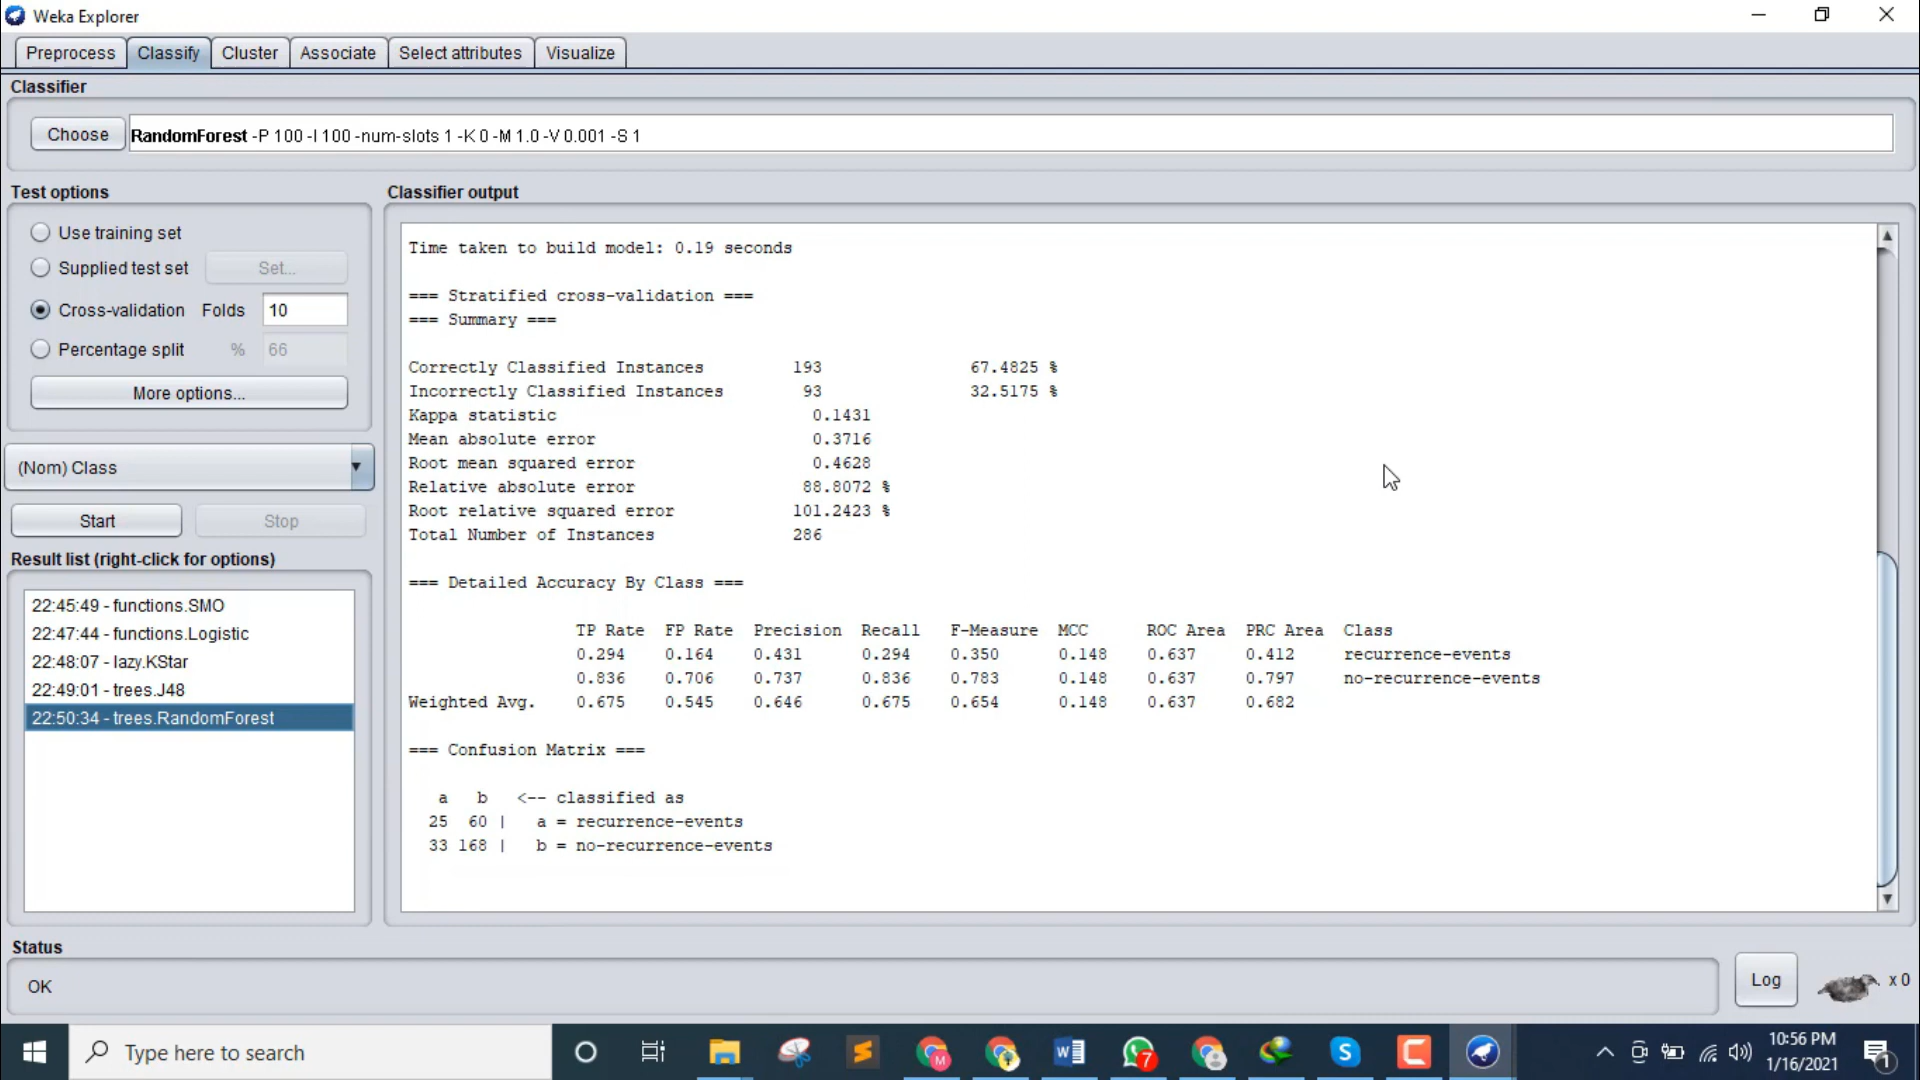 Weka Explorer
Preprocess Classify Cluster Associate Select attributes Visualize
Classifier
Choose RandomForest -P 100 -I 100 -num-slots 1 -K 0 -M 1.0 -V 0.001 -S 1
Test options
Use training set
Supplied test set Set...
Cross-validation Folds 10
Percentage split % 66
More options...
(Nom) Class
Start Stop
Result list (right-click for options)
22:45:49 - functions.SMO
22:47:44 - functions.Logistic
22:48:07 - lazy.KStar
22:49:01 - trees.J48
22:50:34 - trees.RandomForest
Classifier output
Time taken to build model: 0.19 seconds
=== Stratified cross-validation ===
=== Summary ===
Correctly Classified Instances 193 67.4825 %
Incorrectly Classified Instances 93 32.5175 %
Kappa statistic 0.1431
Mean absolute error 0.3716
Root mean squared error 0.4628
Relative absolute error 88.8072 %
Root relative squared error 101.2423 %
Total Number of Instances 286
=== Detailed Accuracy By Class ===
TP Rate FP Rate Precision Recall F-Measure MCC ROC Area PRC Area Class
0.294 0.164 0.431 0.294 0.350 0.148 0.637 0.412 recurrence-events
0.836 0.706 0.737 0.836 0.783 0.148 0.637 0.797 no-recurrence-events
Weighted Avg. 0.675 0.545 0.646 0.675 0.654 0.148 0.637 0.682
=== Confusion Matrix ===
a b <-- classified as
25 60 | a = recurrence-events
33 168 | b = no-recurrence-events
Status
OK
Log x 0
Type here to search
7
10:56 PM
1/16/2021
1